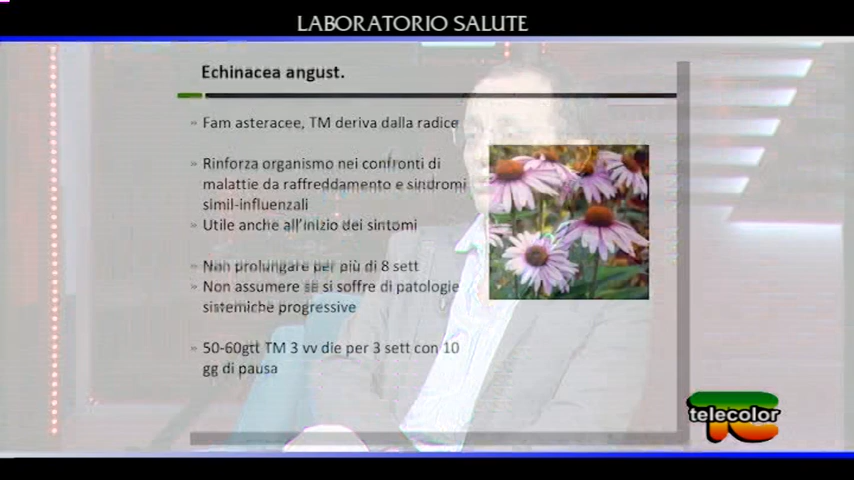 LABORATORIO SALUTE
Echinacea angust.
» Fam asteracee, TM deriva dalla radice
» Rinforza organismo nei confronti di
malattie da raffreddamento e sindromi
simil-influenzali
» Utile anche all'inizio dei sintomi
» Non prolungare per più di 8 sett
» Non assumere se si soffre di patologie
sistemiche progressive
» 50-60gtt TM 3 vv die per 3 sett con 10
gg di pausa
telecolor